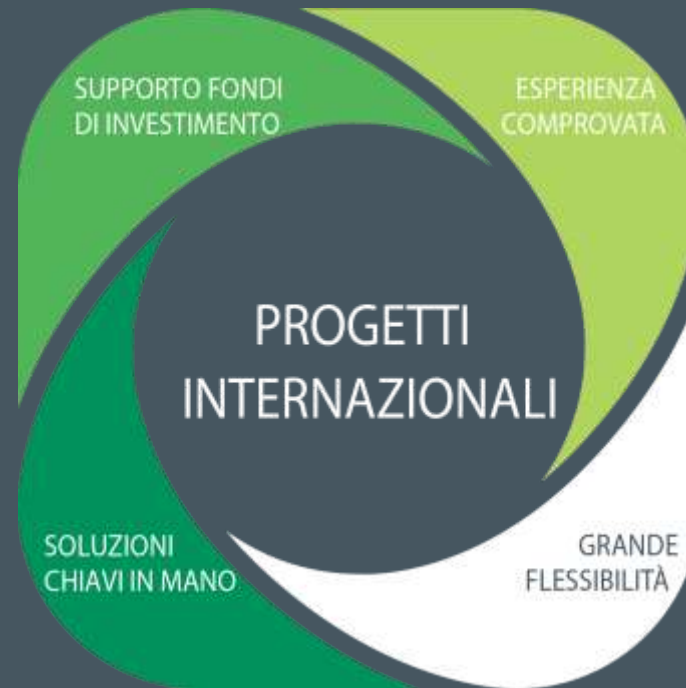 SUPPORTO FONDI
DI INVESTIMENTO
ESPERIENZA
COMPROVATA
PROGETTI
INTERNAZIONALI
SOLUZIONI
CHIAVI IN MANO
GRANDE
FLESSIBILITÀ